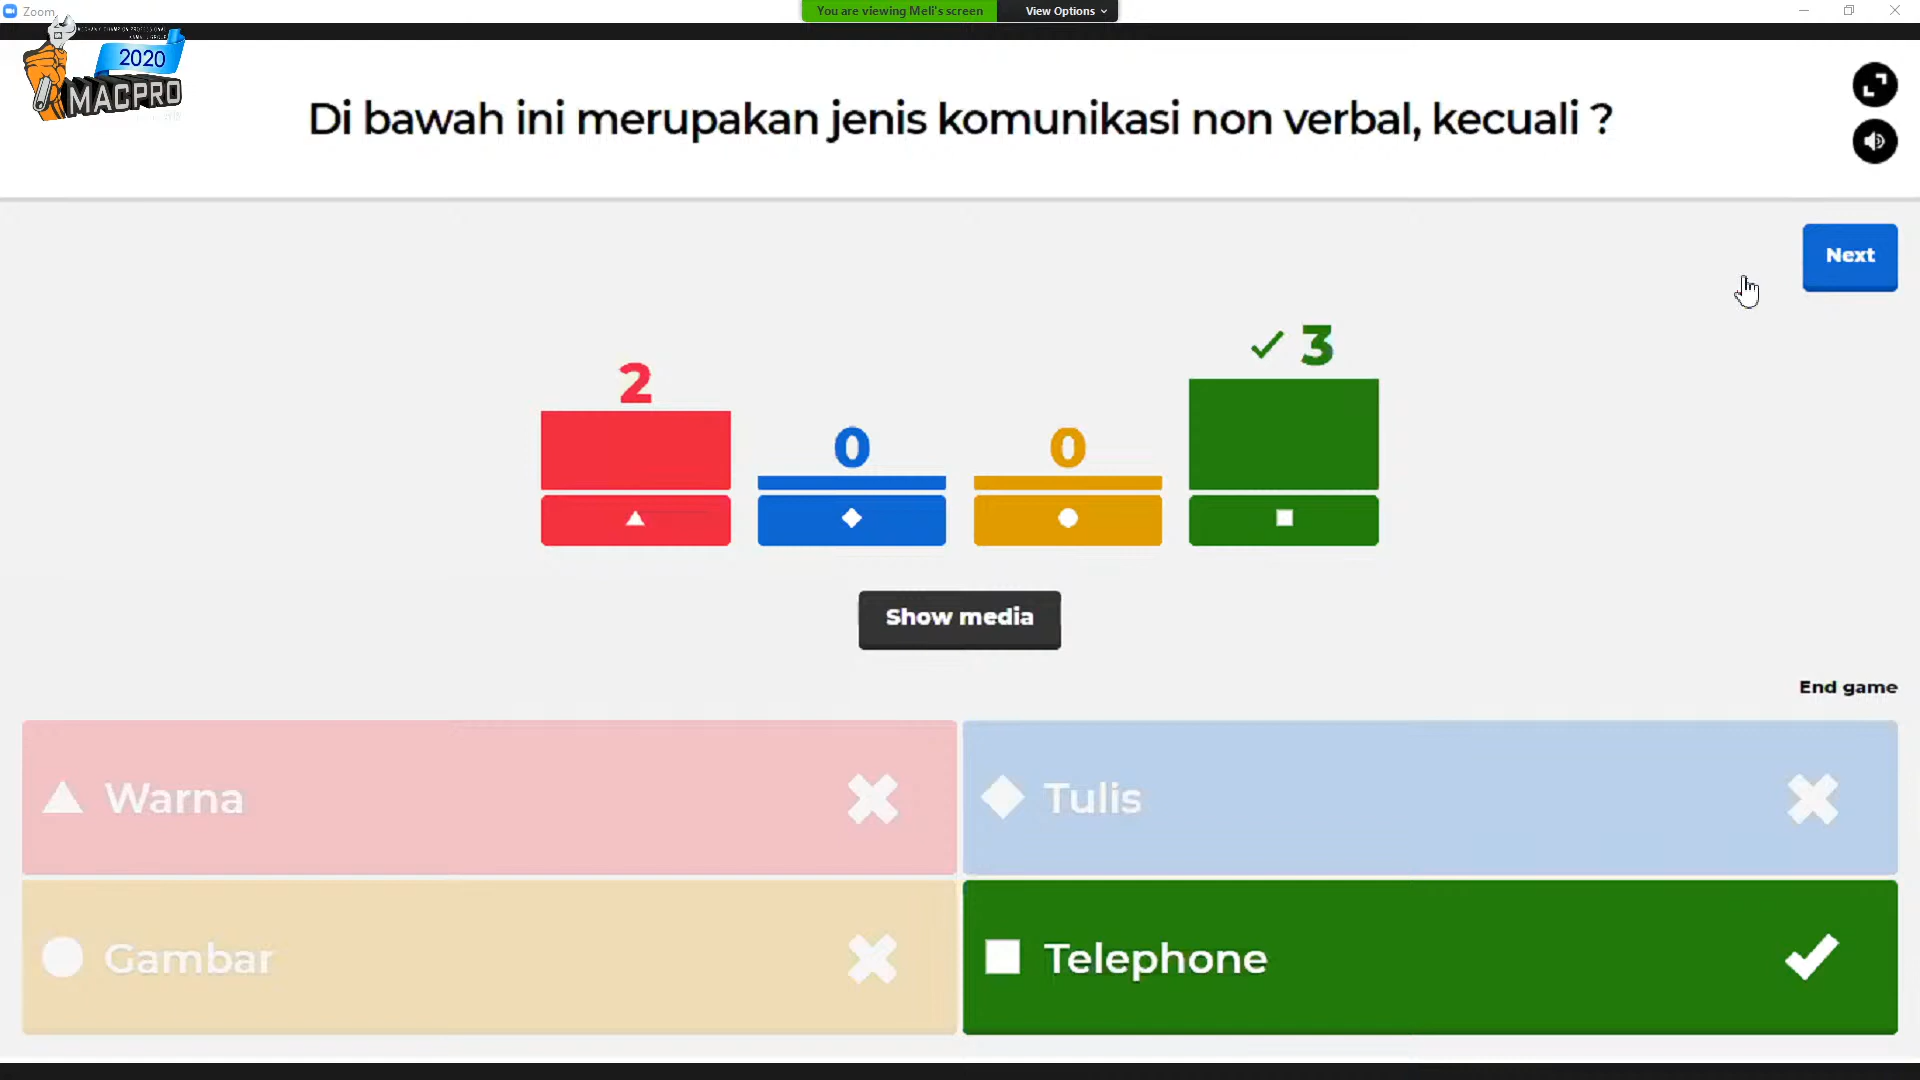 Zoom
You are viewing Meli's screen
View Options
2020
MACPRO
Di bawah ini merupakan jenis komunikasi non verbal, kecuali ?
Next
2
0
0
3
Show media
End game
Warna
Tulis
Gambar
Telephone